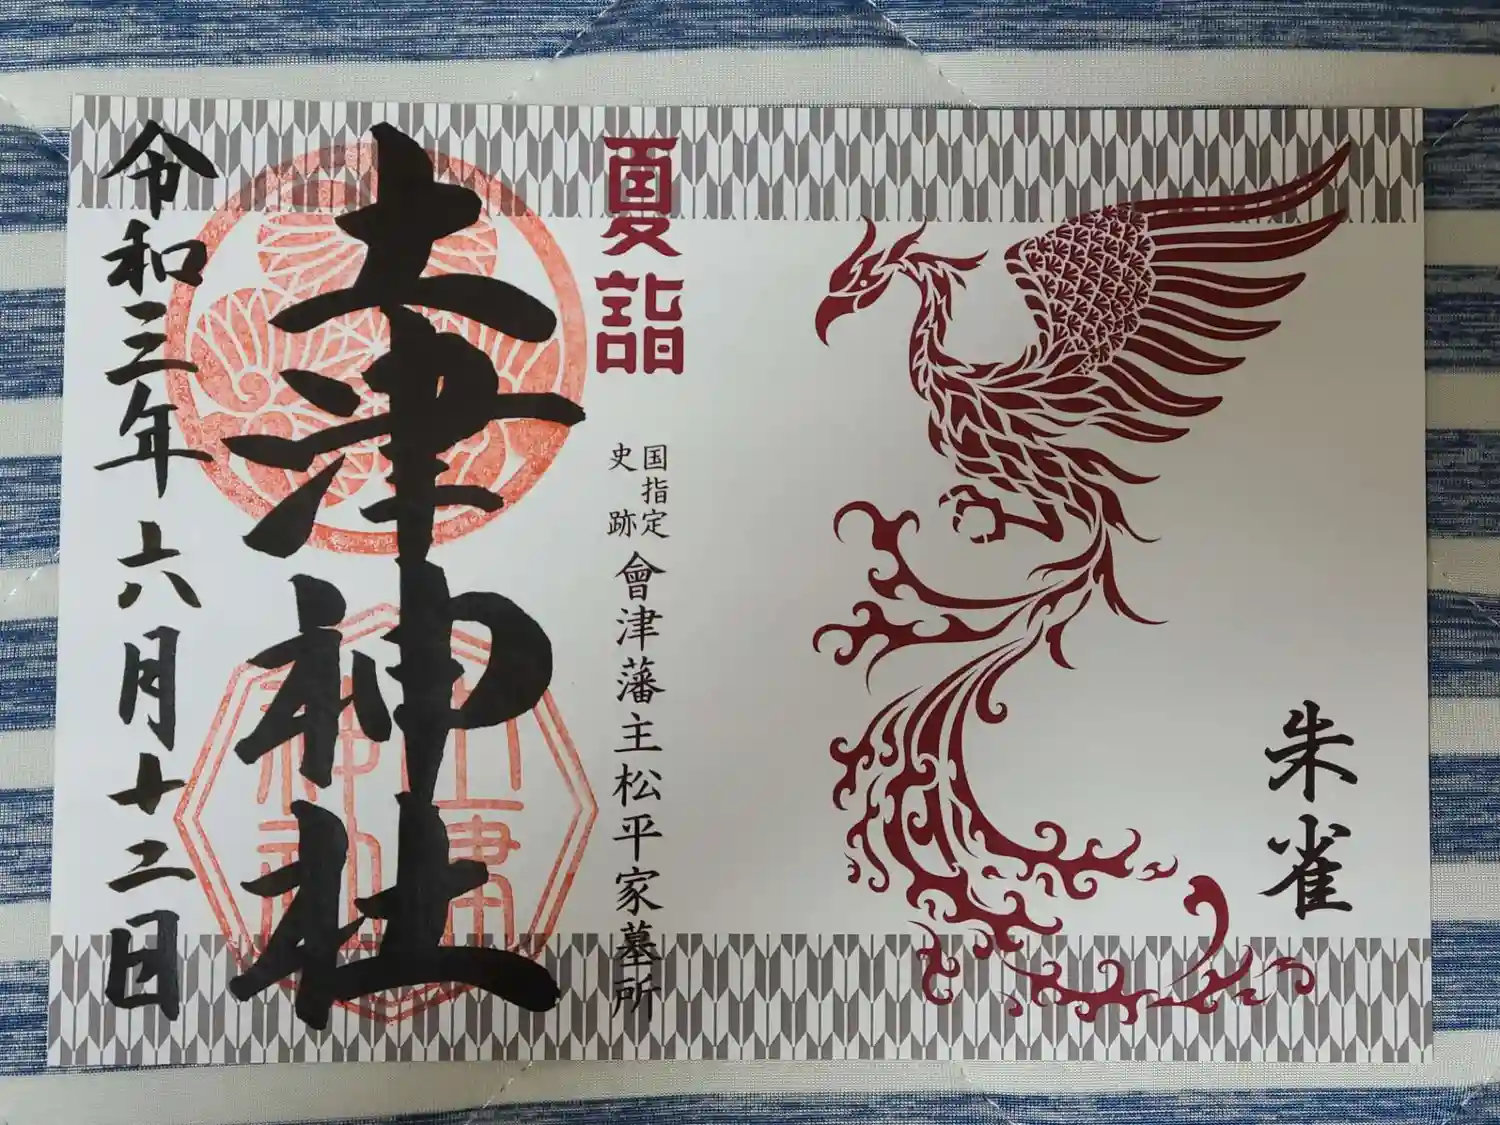 朱雀
夏詣
国指定
史跡
會津藩主松平家墓所
土津神社
令和三年六月十二日